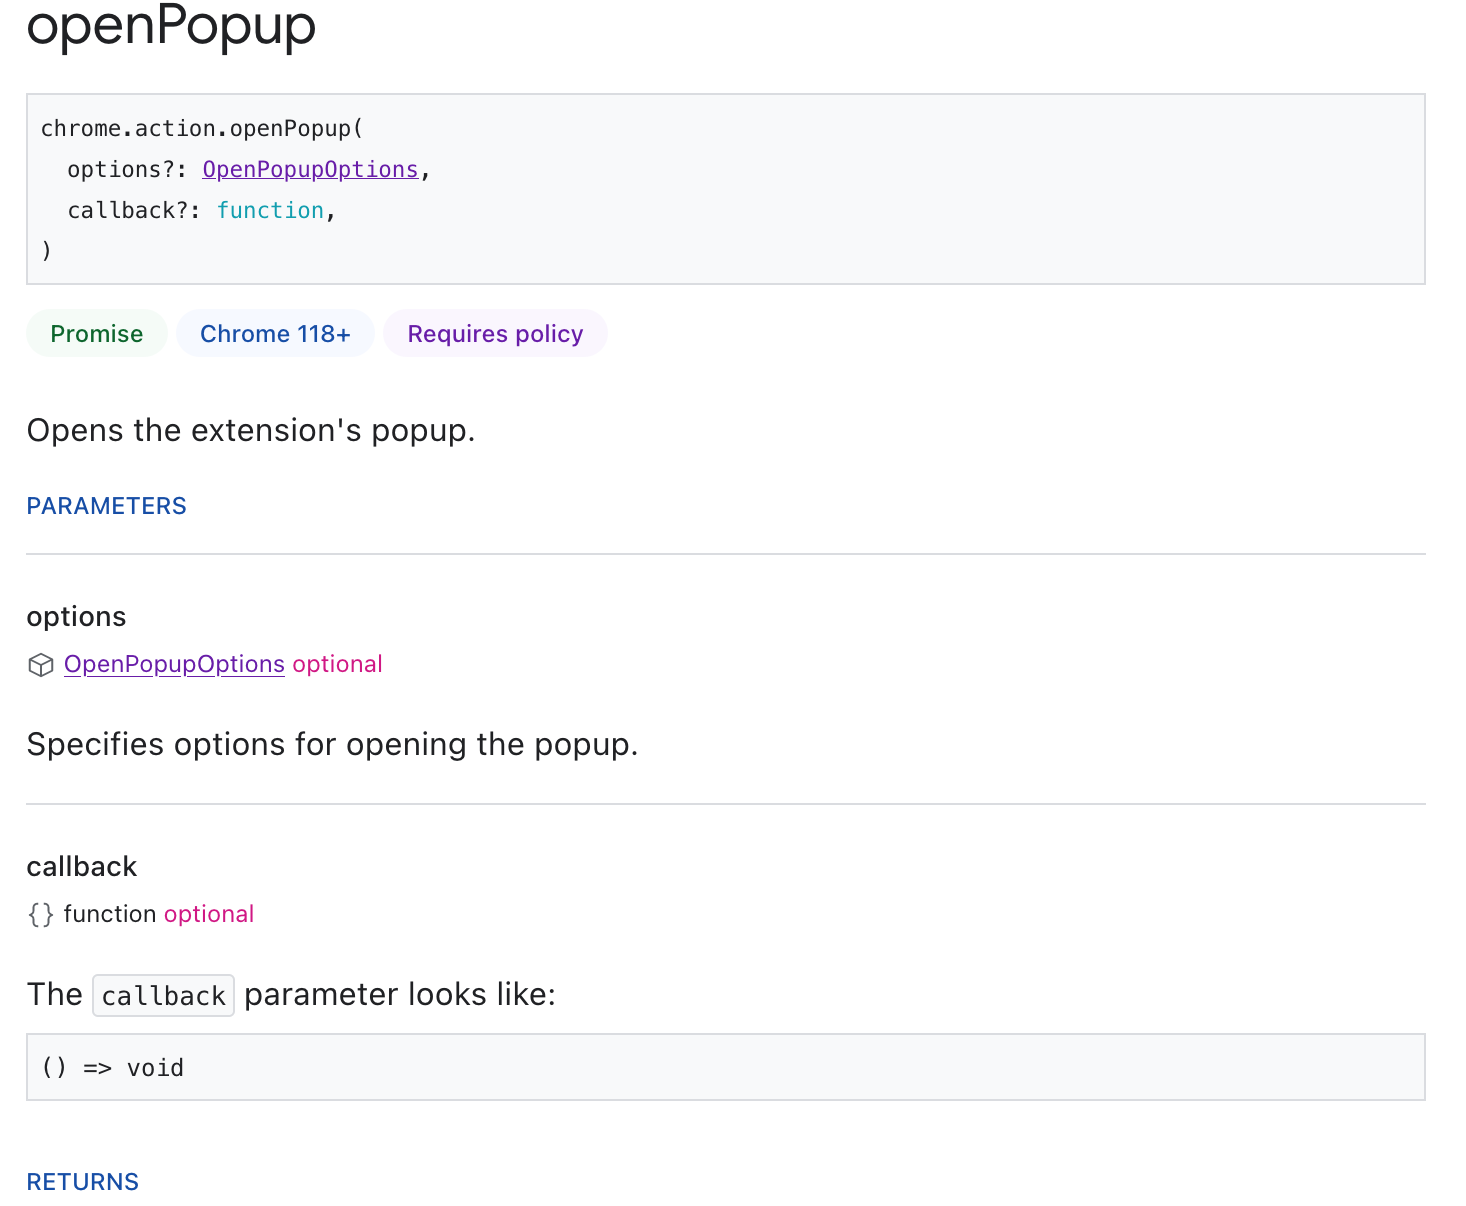 openPopup
chrome.action.openPopup(
  options?: OpenPopupOptions,
  callback?: function,
)
Promise Chrome 118+ Requires policy
Opens the extension's popup.
PARAMETERS
options
OpenPopupOptions optional
Specifies options for opening the popup.
callback
{} function optional
The callback parameter looks like:
() => void
RETURNS